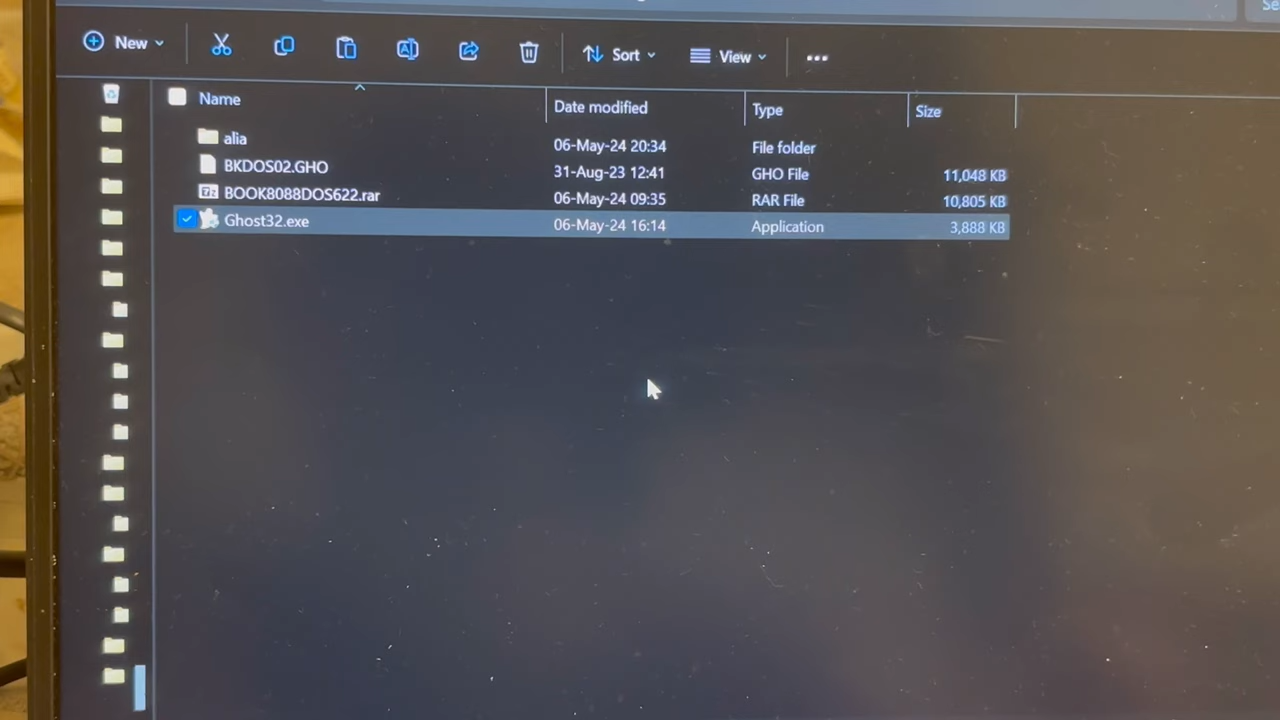 Se
New Sort View
Name Date modified Type Size
alia 06-May-24 20:34 File folder
BKDOS02.GHO 31-Aug-23 12:41 GHO File 11,048 KB
BOOK8088DOS622.rar 06-May-24 09:35 RAR File 10,805 KB
Ghost32.exe 06-May-24 16:14 Application 3,888 KB